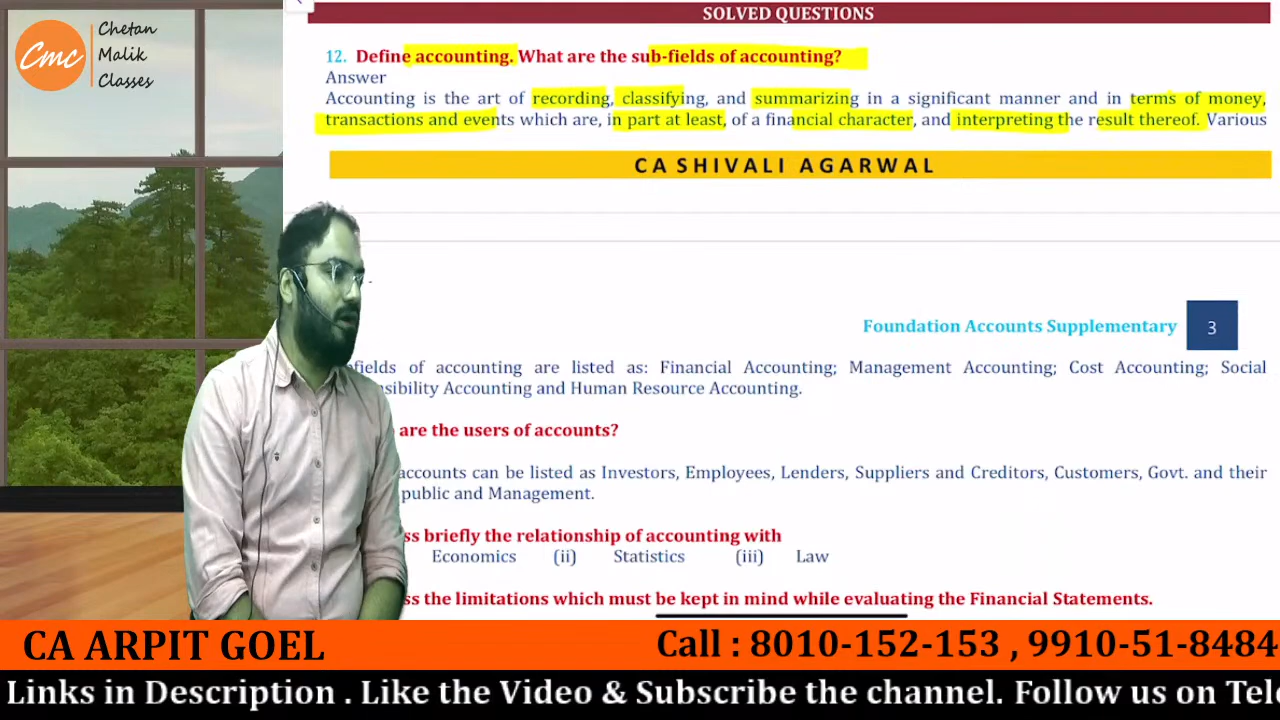 Cmc
Chetan
Malik
Classes
SOLVED QUESTIONS
12. Define accounting. What are the sub-fields of accounting?
Answer
Accounting is the art of recording, classifying, and summarizing in a significant manner and in terms of money,
transactions and events which are, in part at least, of a financial character, and interpreting the result thereof. Various
CA SHIVALI AGARWAL
Foundation Accounts Supplementary 3
fields of accounting are listed as: Financial Accounting; Management Accounting; Cost Accounting; Social
Accounting and Human Resource Accounting.
are the users of accounts?
accounts can be listed as Investors, Employees, Lenders, Suppliers and Creditors, Customers, Govt. and their
public and Management.
briefly the relationship of accounting with
Economics (ii) Statistics (iii) Law
the limitations which must be kept in mind while evaluating the Financial Statements.
CA ARPIT GOEL
Call : 8010-152-153 , 9910-51-8484
Links in Description . Like the Video & Subscribe the channel. Follow us on